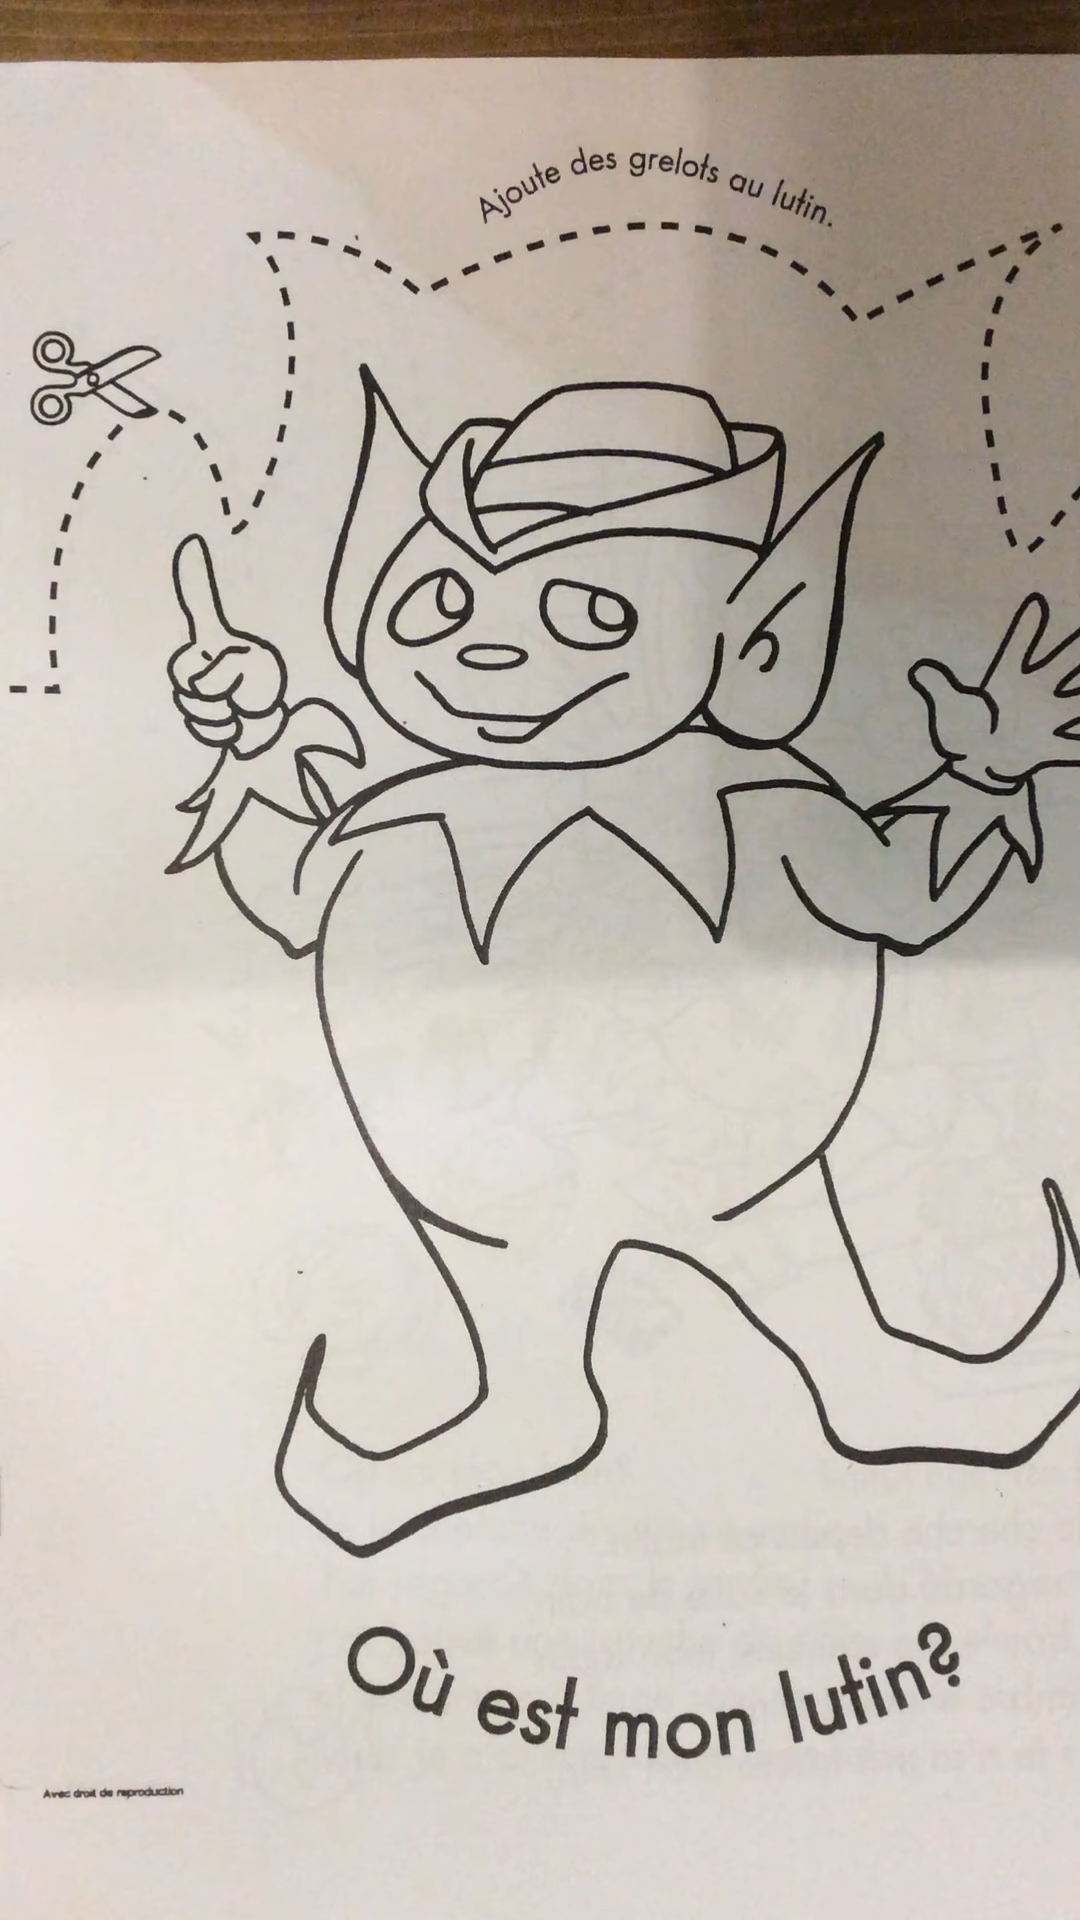 Ajoute des grelots au lutin.
Où est mon lutin?
Avec droit de reproduction